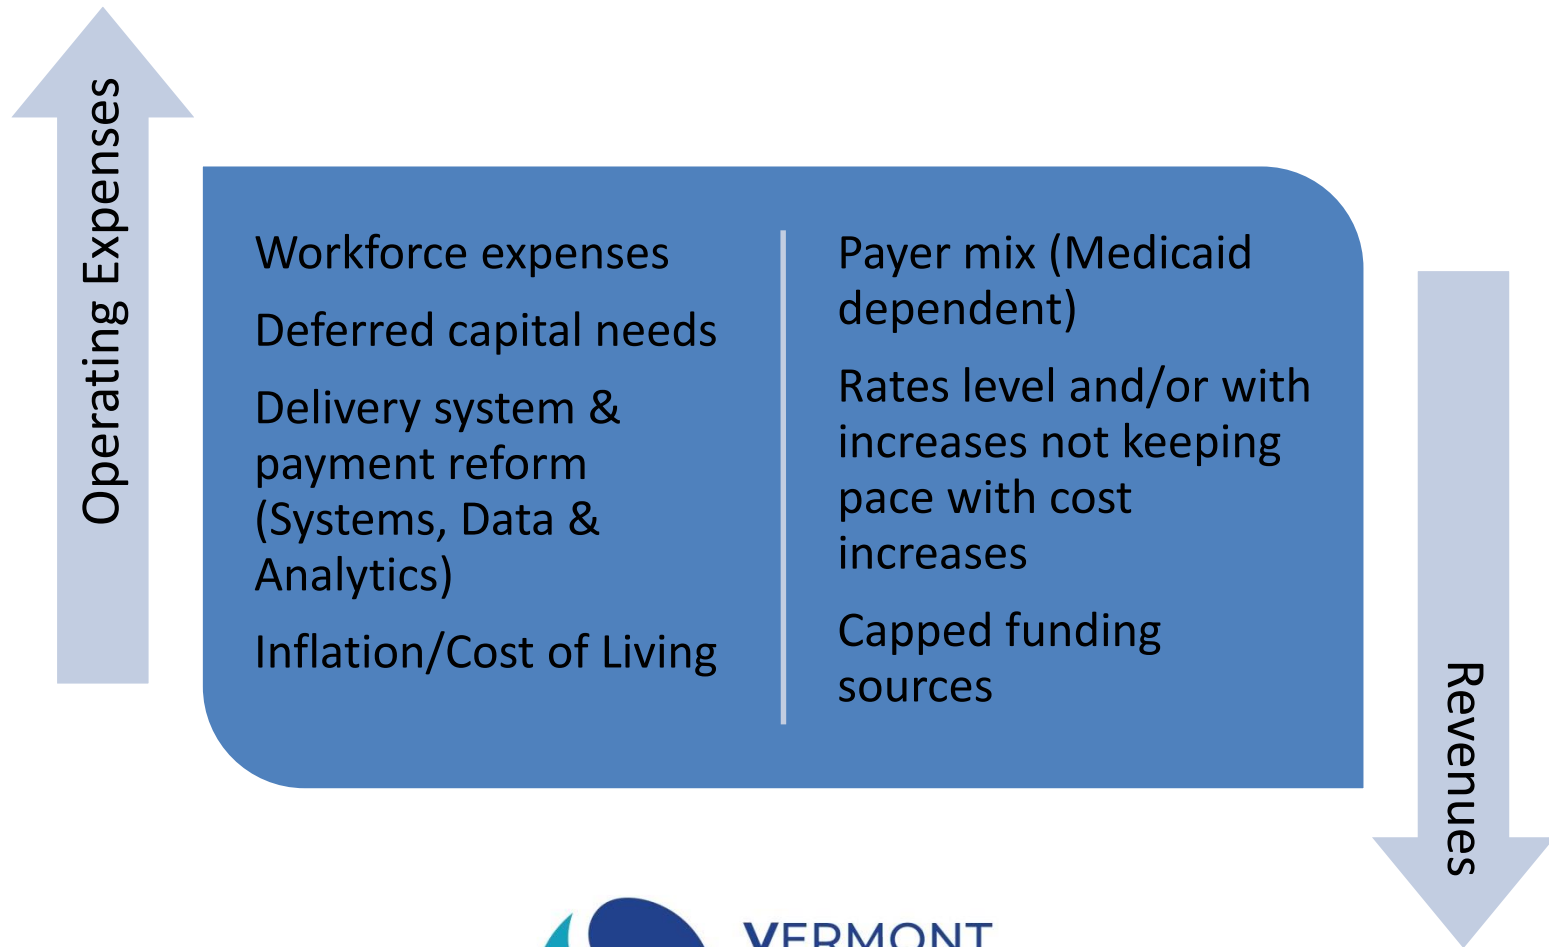 Operating Expenses
Workforce expenses
Deferred capital needs
Delivery system &
payment reform
(Systems, Data &
Analytics)
Inflation/Cost of Living
Payer mix (Medicaid
dependent)
Rates level and/or with
increases not keeping
pace with cost
increases
Capped funding
sources
Revenues
VERMONT